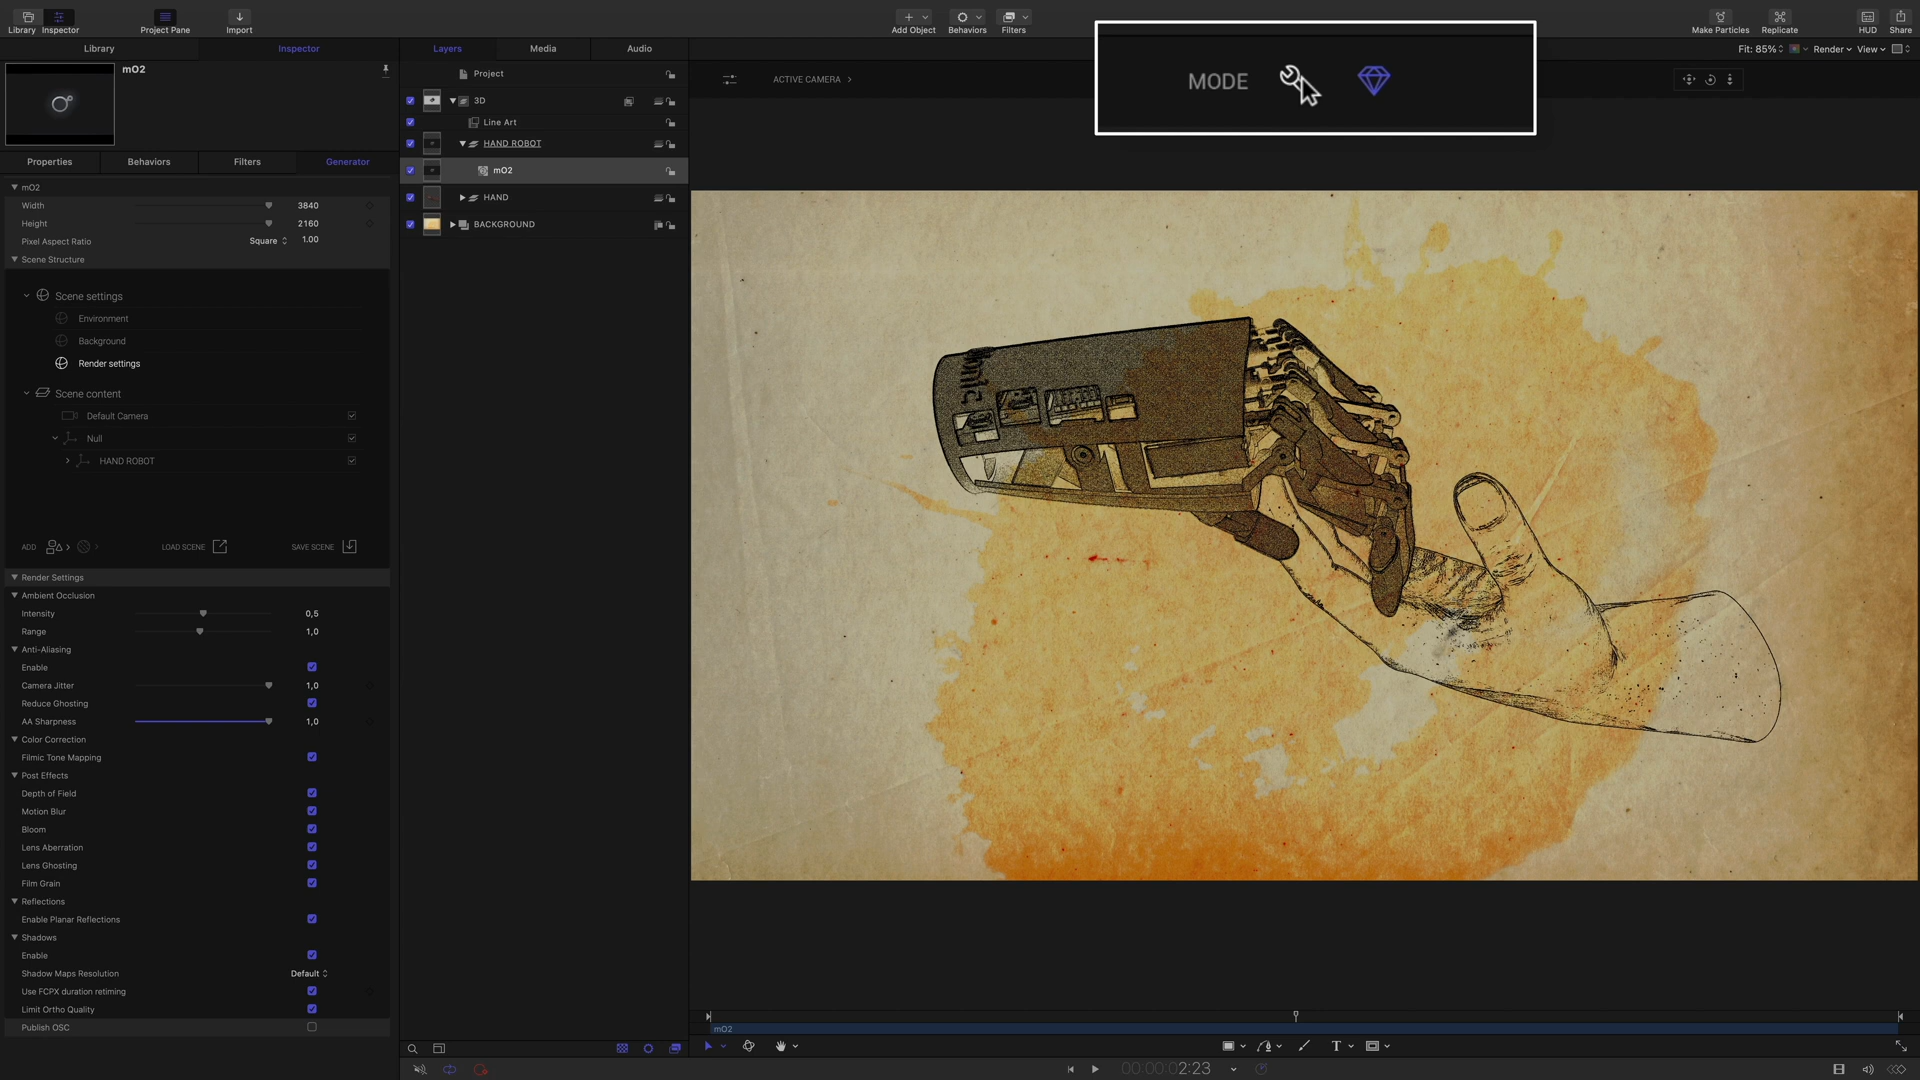 Library
Inspector
Project Pane
Import
Add Object
Behaviors
Filters
Make Particles
Replicate
HUD
Share
Library
Inspector
Layers
Media
Audio
Fit: 85%
Render
View
mO2
Project
ACTIVE CAMERA
MODE
3D
Line Art
HAND ROBOT
mO2
HAND
BACKGROUND
Properties
Behaviors
Filters
Generator
mO2
Width 3840
Height 2160
Pixel Aspect Ratio Square 1.00
Scene Structure
Scene settings
Environment
Background
Render settings
Scene content
Default Camera
Null
HAND ROBOT
ADD
LOAD SCENE
SAVE SCENE
Render Settings
Ambient Occlusion
Intensity 0,5
Range 1,0
Anti-Aliasing
Enable
Camera Jitter 1,0
Reduce Ghosting
AA Sharpness 1,0
Color Correction
Filmic Tone Mapping
Post Effects
Depth of Field
Motion Blur
Bloom
Lens Aberration
Lens Ghosting
Film Grain
Reflections
Enable Planar Reflections
Shadows
Enable
Shadow Maps Resolution Default
Use FCPX duration retiming
Limit Ortho Quality
Publish OSC
mO2
00:00:02:23